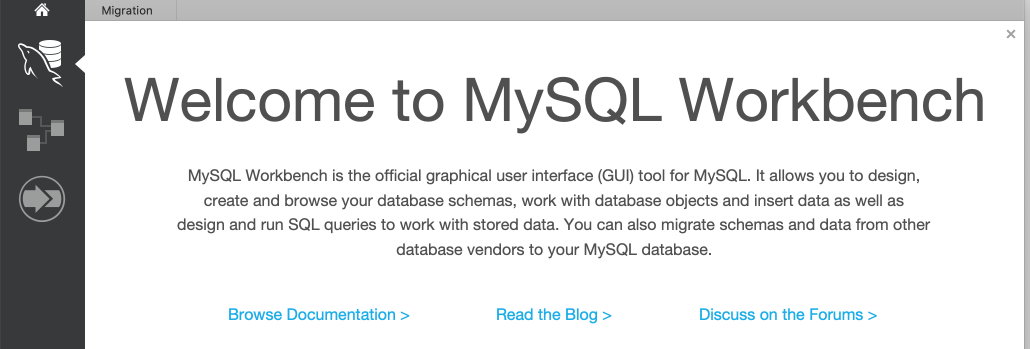 Migration
Welcome to MySQL Workbench
MySQL Workbench is the official graphical user interface (GUI) tool for MySQL. It allows you to design,
create and browse your database schemas, work with database objects and insert data as well as
design and run SQL queries to work with stored data. You can also migrate schemas and data from other
database vendors to your MySQL database.
Browse Documentation >
Read the Blog >
Discuss on the Forums >